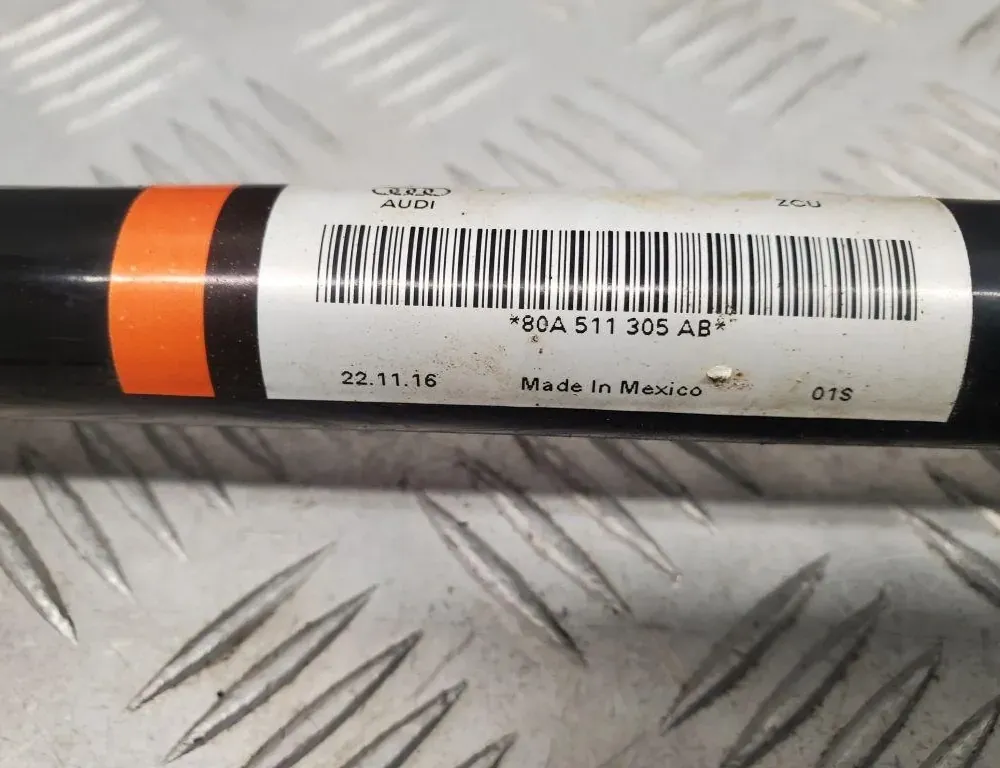 AUDI ZCU
*80A 511 305 AB*
22.11.16 Made In Mexico 01S